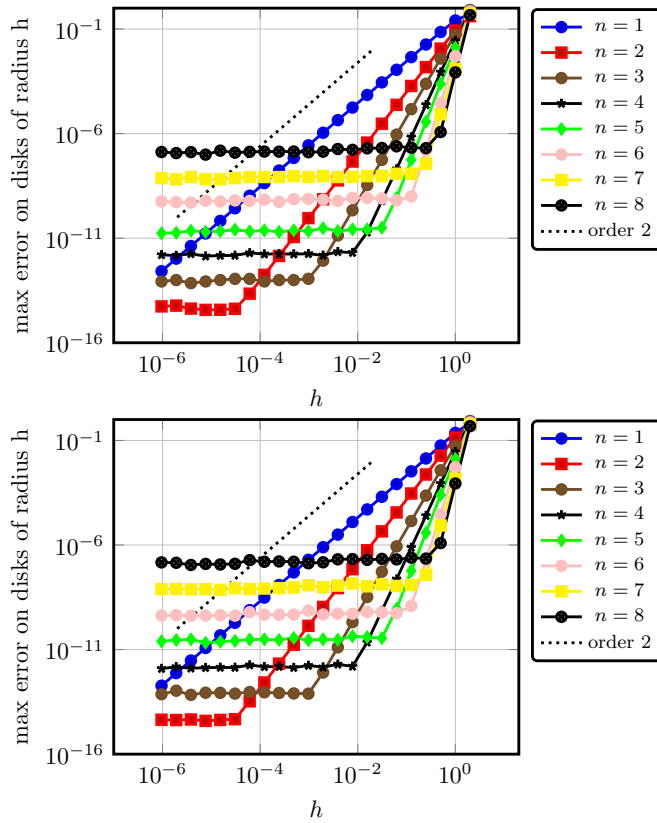 10^{-1}
10^{-6}
10^{-11}
10^{-16}
max error on disks of radius h
10^{-6}
10^{-4}
10^{-2}
10^{0}
h
n = 1
n = 2
n = 3
n = 4
n = 5
n = 6
n = 7
n = 8
order 2
10^{-1}
10^{-6}
10^{-11}
10^{-16}
max error on disks of radius h
10^{-6}
10^{-4}
10^{-2}
10^{0}
h
n = 1
n = 2
n = 3
n = 4
n = 5
n = 6
n = 7
n = 8
order 2